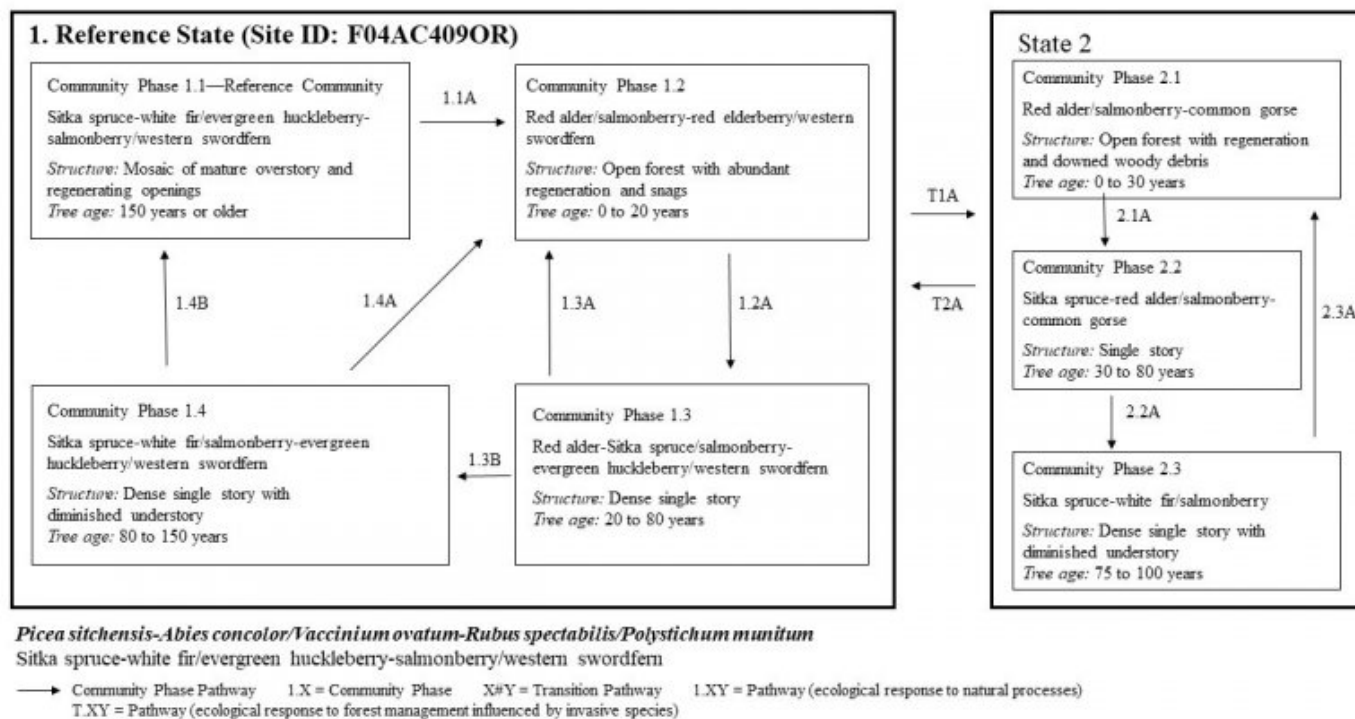 1. Reference State (Site ID: F04AC409OR)
Community Phase 1.1—Reference Community
Sitka spruce-white fir/evergreen huckleberry-
salmonberry/western swordfern
Structure: Mosaic of mature overstory and
regenerating openings
Tree age: 150 years or older
1.1A
Community Phase 1.2
Red alder/salmonberry-red elderberry/western
swordfern
Structure: Open forest with abundant
regeneration and snags
Tree age: 0 to 20 years
1.4B
1.4A
1.3A
1.2A
Community Phase 1.4
Sitka spruce-white fir/salmonberry-evergreen
huckleberry/western swordfern
Structure: Dense single story with
diminished understory
Tree age: 80 to 150 years
1.3B
Community Phase 1.3
Red alder-Sitka spruce/salmonberry-
evergreen huckleberry/western swordfern
Structure: Dense single story
Tree age: 20 to 80 years
T1A
T2A
State 2
Community Phase 2.1
Red alder/salmonberry-common gorse
Structure: Open forest with regeneration
and downed woody debris
Tree age: 0 to 30 years
2.1A
Community Phase 2.2
Sitka spruce-red alder/salmonberry-
common gorse
Structure: Single story
Tree age: 30 to 80 years
2.3A
2.2A
Community Phase 2.3
Sitka spruce-white fir/salmonberry
Structure: Dense single story with
diminished understory
Tree age: 75 to 100 years
Picea sitchensis-Abies concolor/Vaccinium ovatum-Rubus spectabilis/Polystichum munitum
Sitka spruce-white fir/evergreen huckleberry-salmonberry/western swordfern
Community Phase Pathway 1.X = Community Phase X#Y = Transition Pathway 1.XY = Pathway (ecological response to natural processes)
T.XY = Pathway (ecological response to forest management influenced by invasive species)